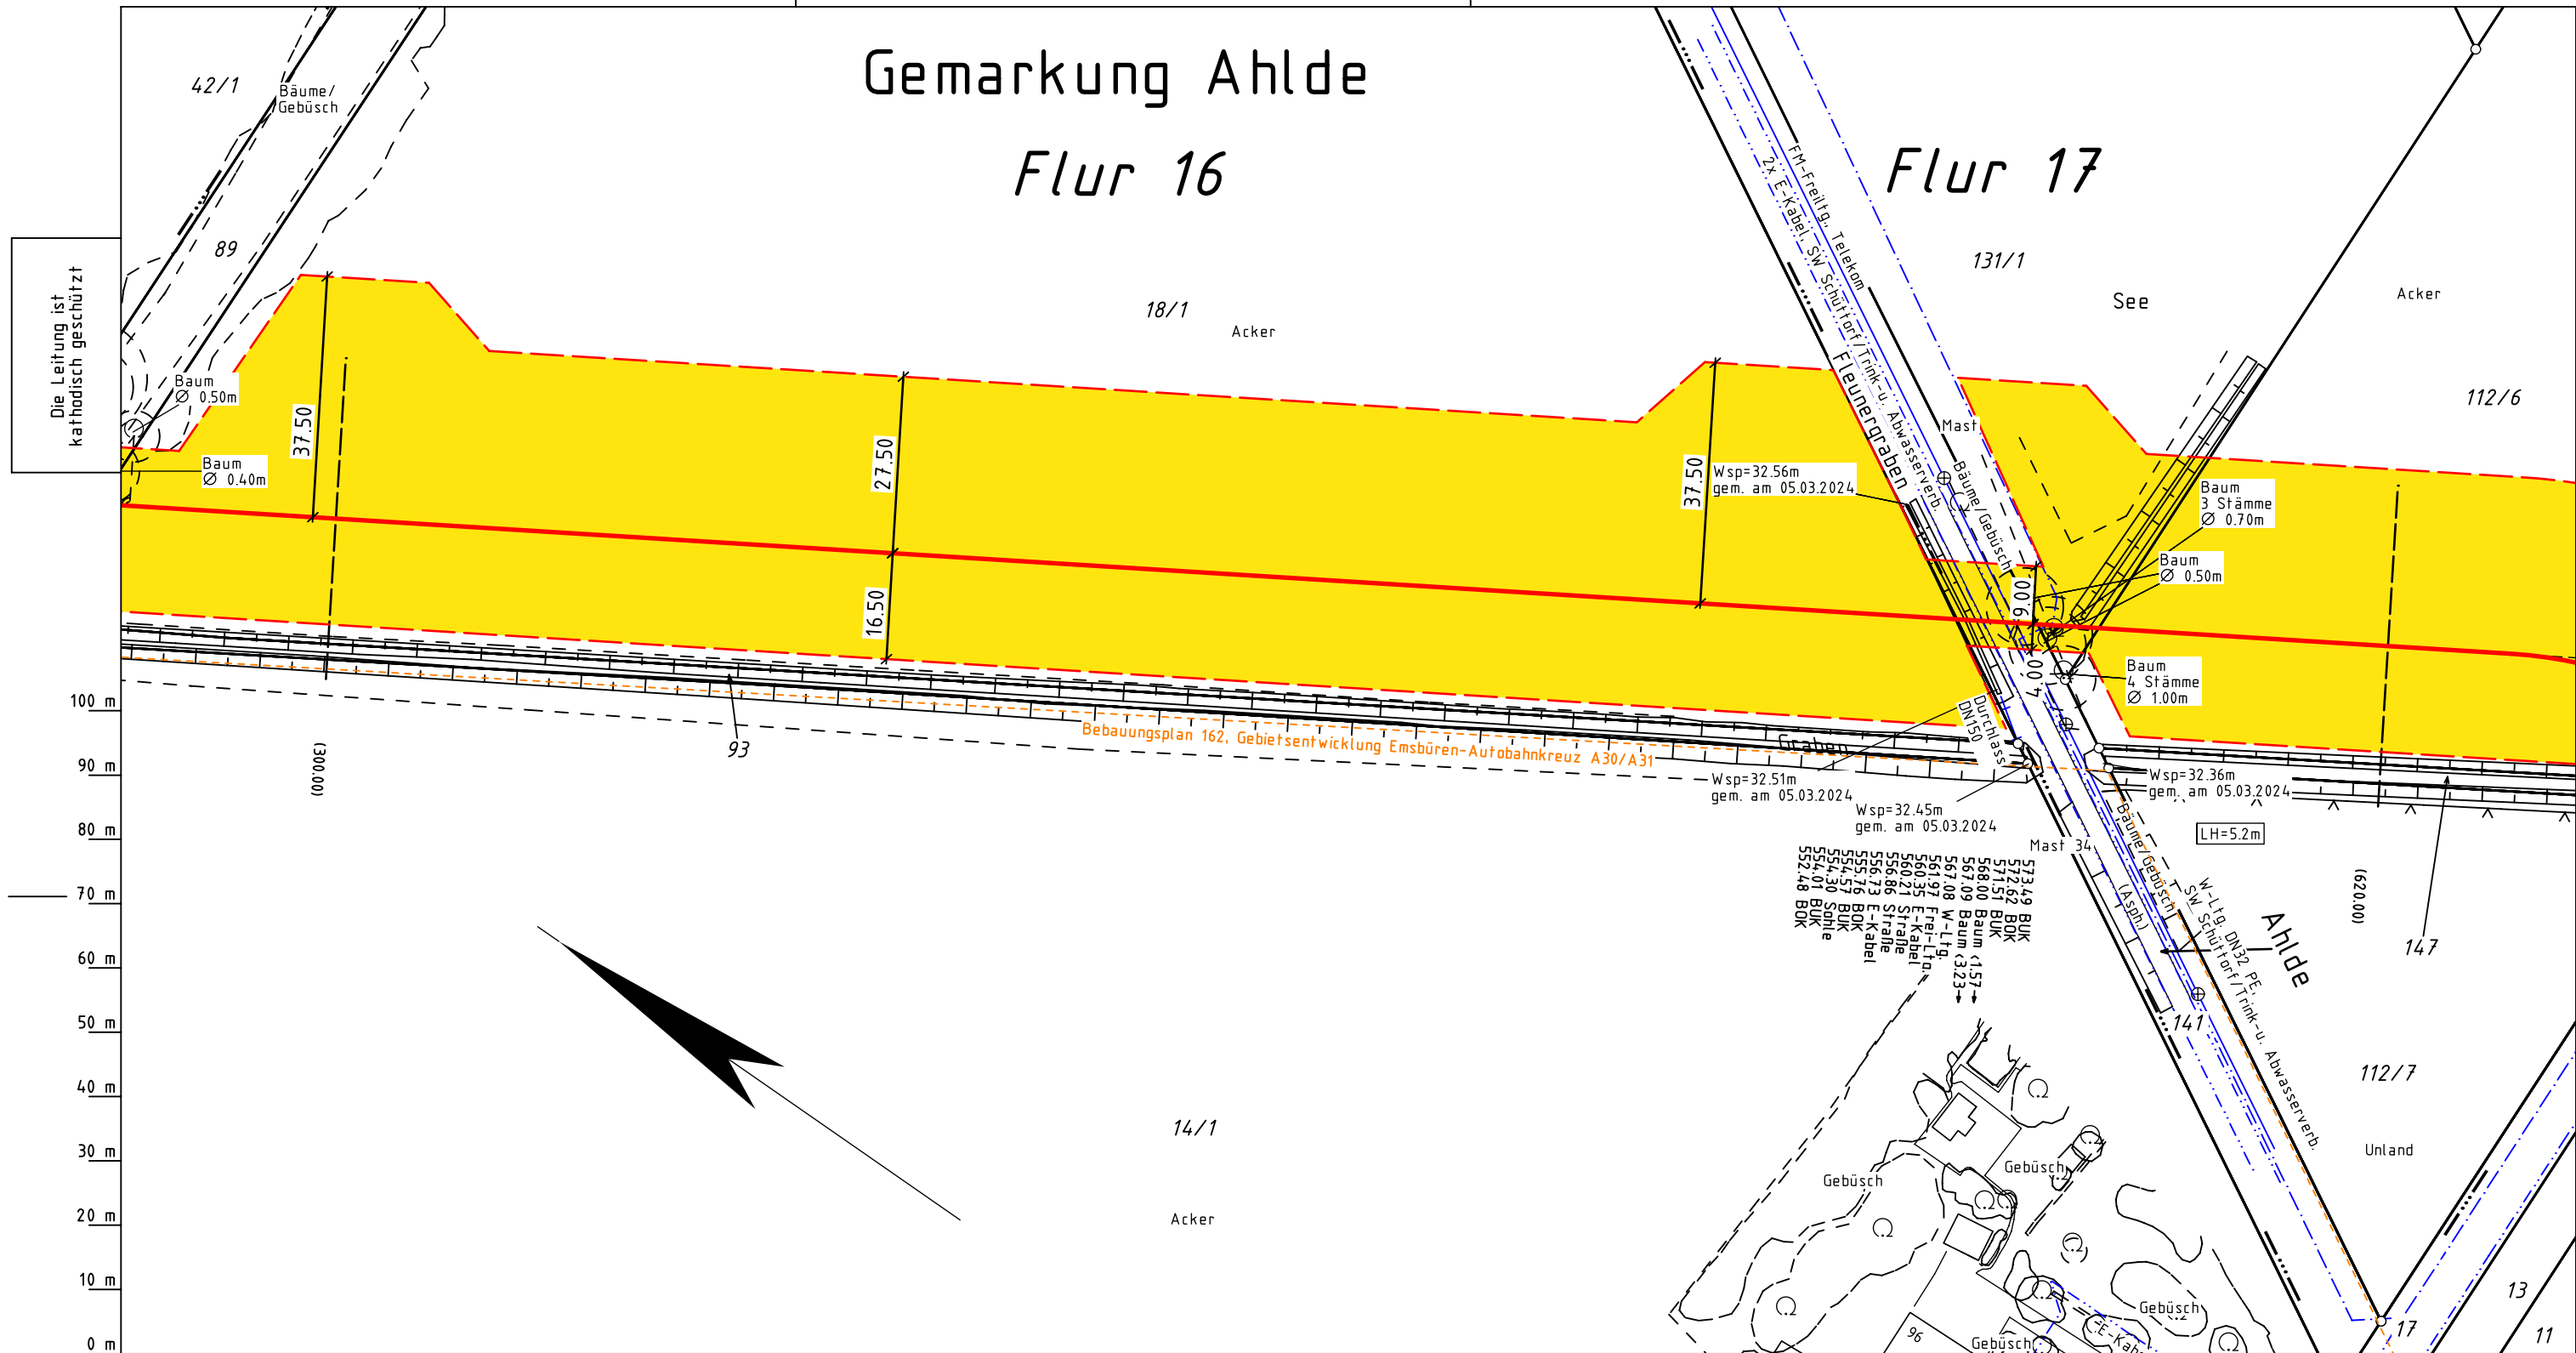 Gemarkung Ahlde
Flur 16
Flur 17
42/1
Bäume/
Gebüsch
89
Die Leitung ist
kathodisch geschützt
Baum
Ø 0.50m
Baum
Ø 0.40m
37.50
18/1
Acker
27.50
16.50
37.50
FM-Freiltg., Telekom
2x E-Kabel, SW Schüttorf/Trink-u. Abwasserverb.
Fleunergraben
131/1
See
Acker
112/6
Mast
Bäume/Gebüsch
Wsp=32.56m
gem. am 05.03.2024
Baum
3 Stämme
Ø 0.70m
Baum
Ø 0.50m
9.00
4.00
Baum
4 Stämme
Ø 1.00m
Durchlass
DN150
Graben
Bebauungsplan 162, Gebietsentwicklung Emsbüren-Autobahnkreuz A30/A31
93
(300.00)
Wsp=32.51m
gem. am 05.03.2024
Wsp=32.45m
gem. am 05.03.2024
Wsp=32.36m
gem. am 05.03.2024
LH=5.2m
Mast 34
Bäume/Gebüsch
(Asph.)
W-Ltg. DN32 PE,
SW Schüttorf/Trink-u. Abwasserverb.
Ahlde
(620.00)
147
141
573.49 BUK
572.62 BOK
571.51 BUK
568.00 Baum <1.57→
567.09 Baum <3.23→
567.08 W-Ltg.
561.97 Frei-Ltg.
560.35 E-Kabel
560.21 Straße
556.86 Straße
556.73 E-Kabel
555.76 BOK
554.57 BUK
554.30 Sohle
554.01 BUK
552.48 BOK
100 m
90 m
80 m
70 m
60 m
50 m
40 m
30 m
20 m
10 m
0 m
14/1
Acker
112/7
Unland
Gebüsch
Gebüsch
Gebüsch
Gebüsch
96
E-Kab
17
13
11